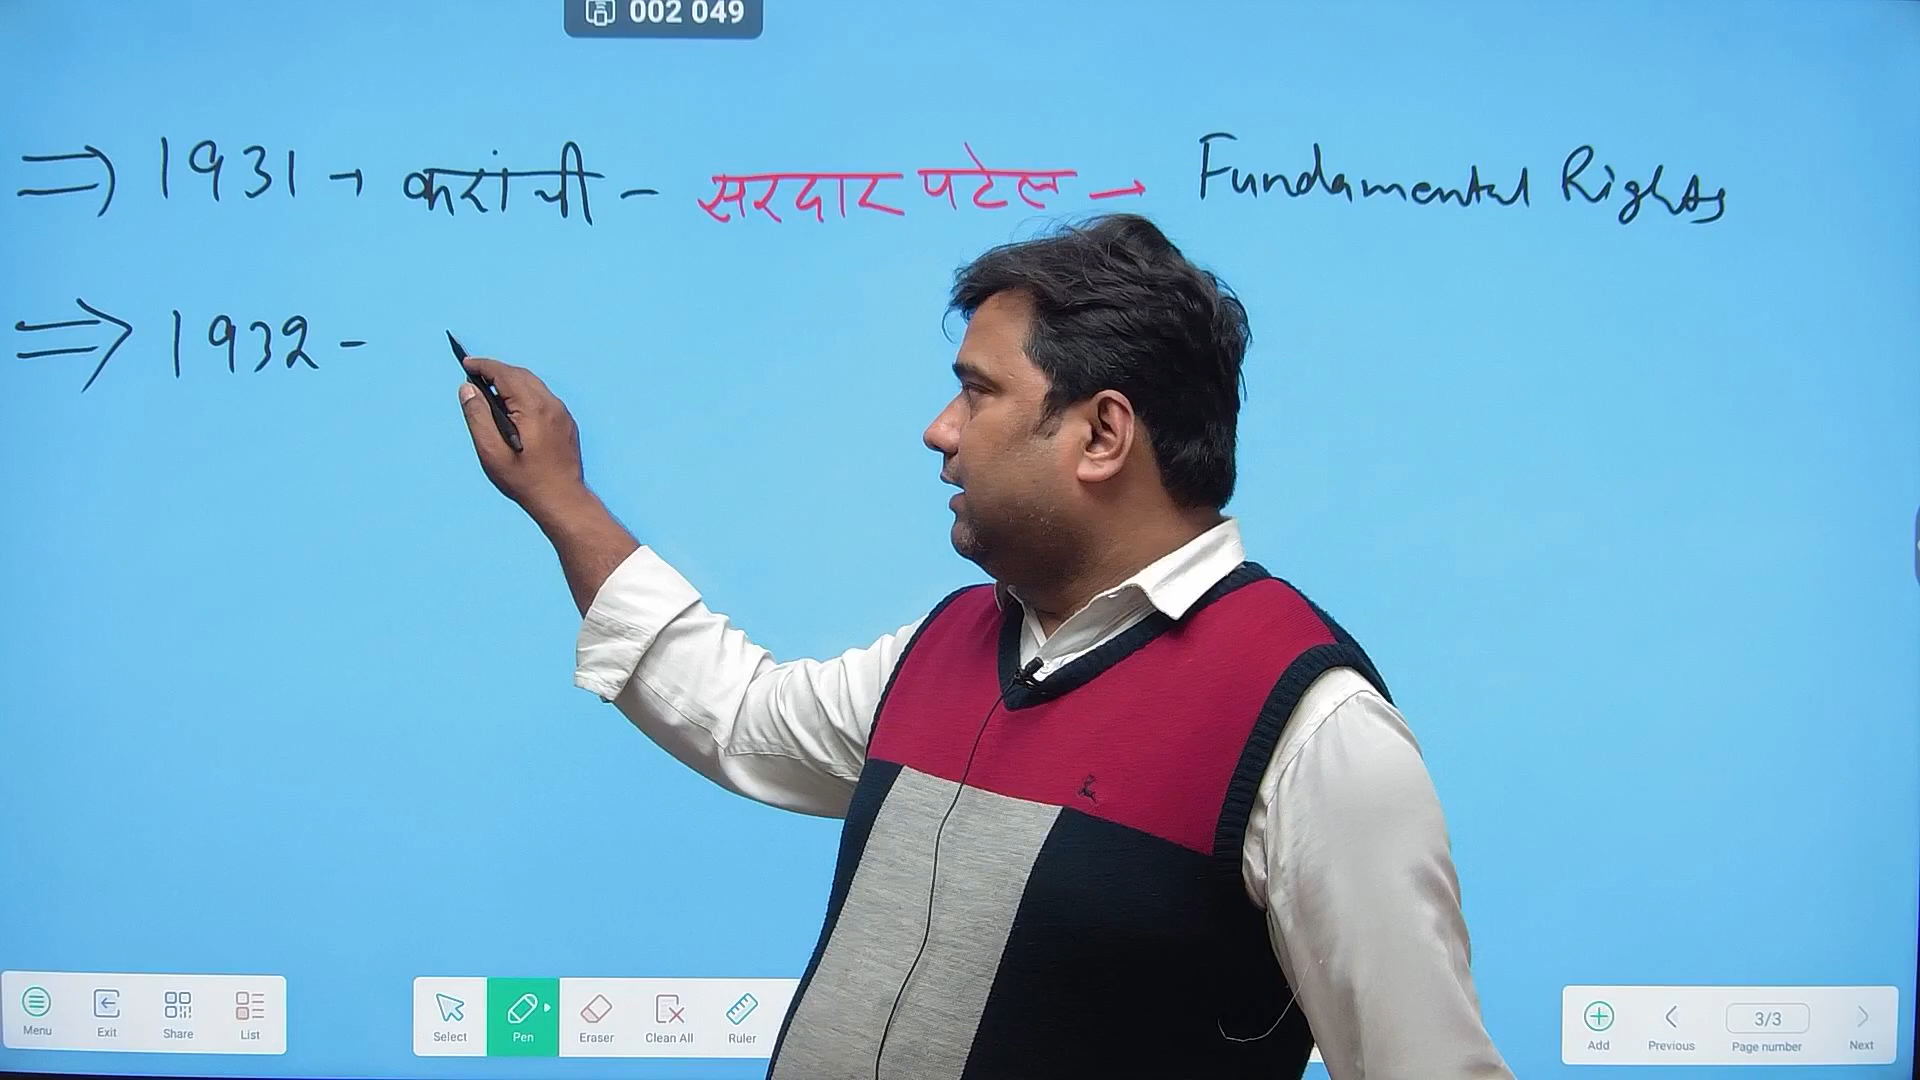 002 049
⇒ 1931 → करांची - सरदार पटेल → Fundamental Rights
⇒ 1932 -
Menu Exit Share List
Select Pen Eraser Clean All Ruler
Add Previous 3/3 Page number Next